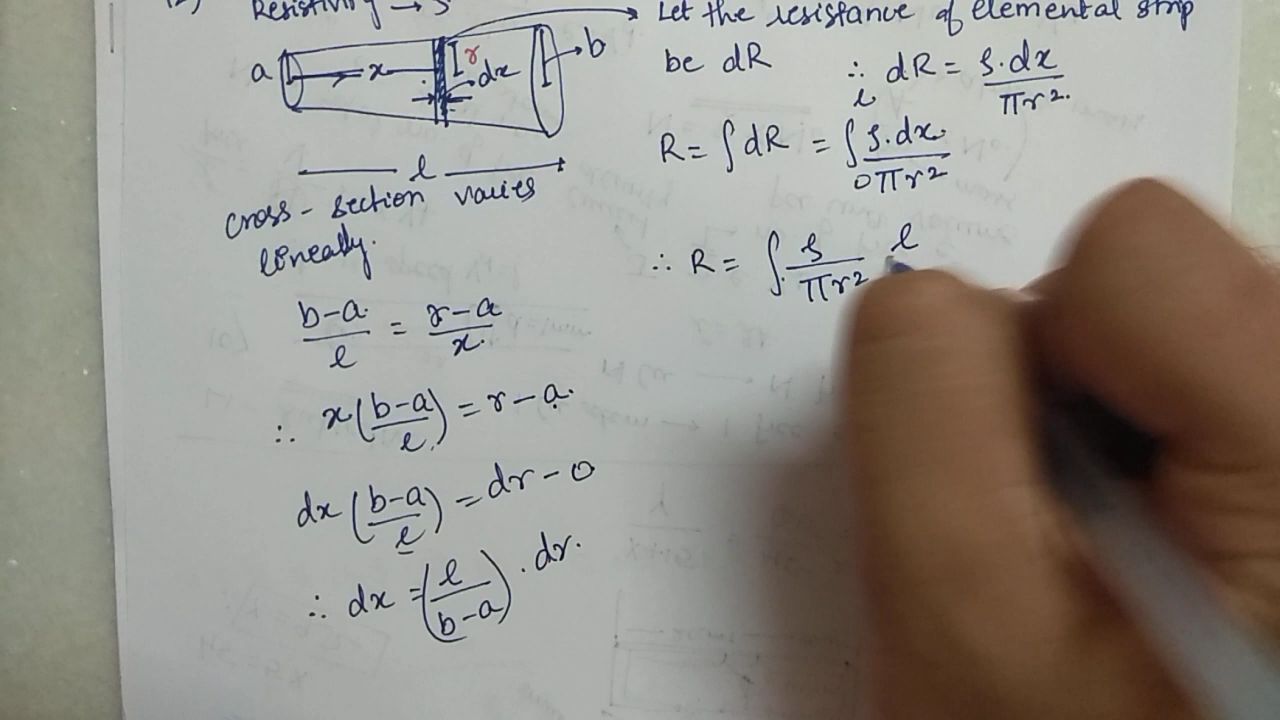 Resistivity → ρ
a
x
r
dx
b
l
cross-section varies
linearly.
(b-a)/l = (r-a)/x
∴ x((b-a)/l) = r-a.
dx((b-a)/l) = dr-0
∴ dx = (l/(b-a)) . dr.
Let the resistance of elemental strip
be dR ∴ dR = ρ.dx/πr².
R = ∫dR = ∫₀ˡ ρ.dx/πr²
∴ R = ∫ ρ/πr² l